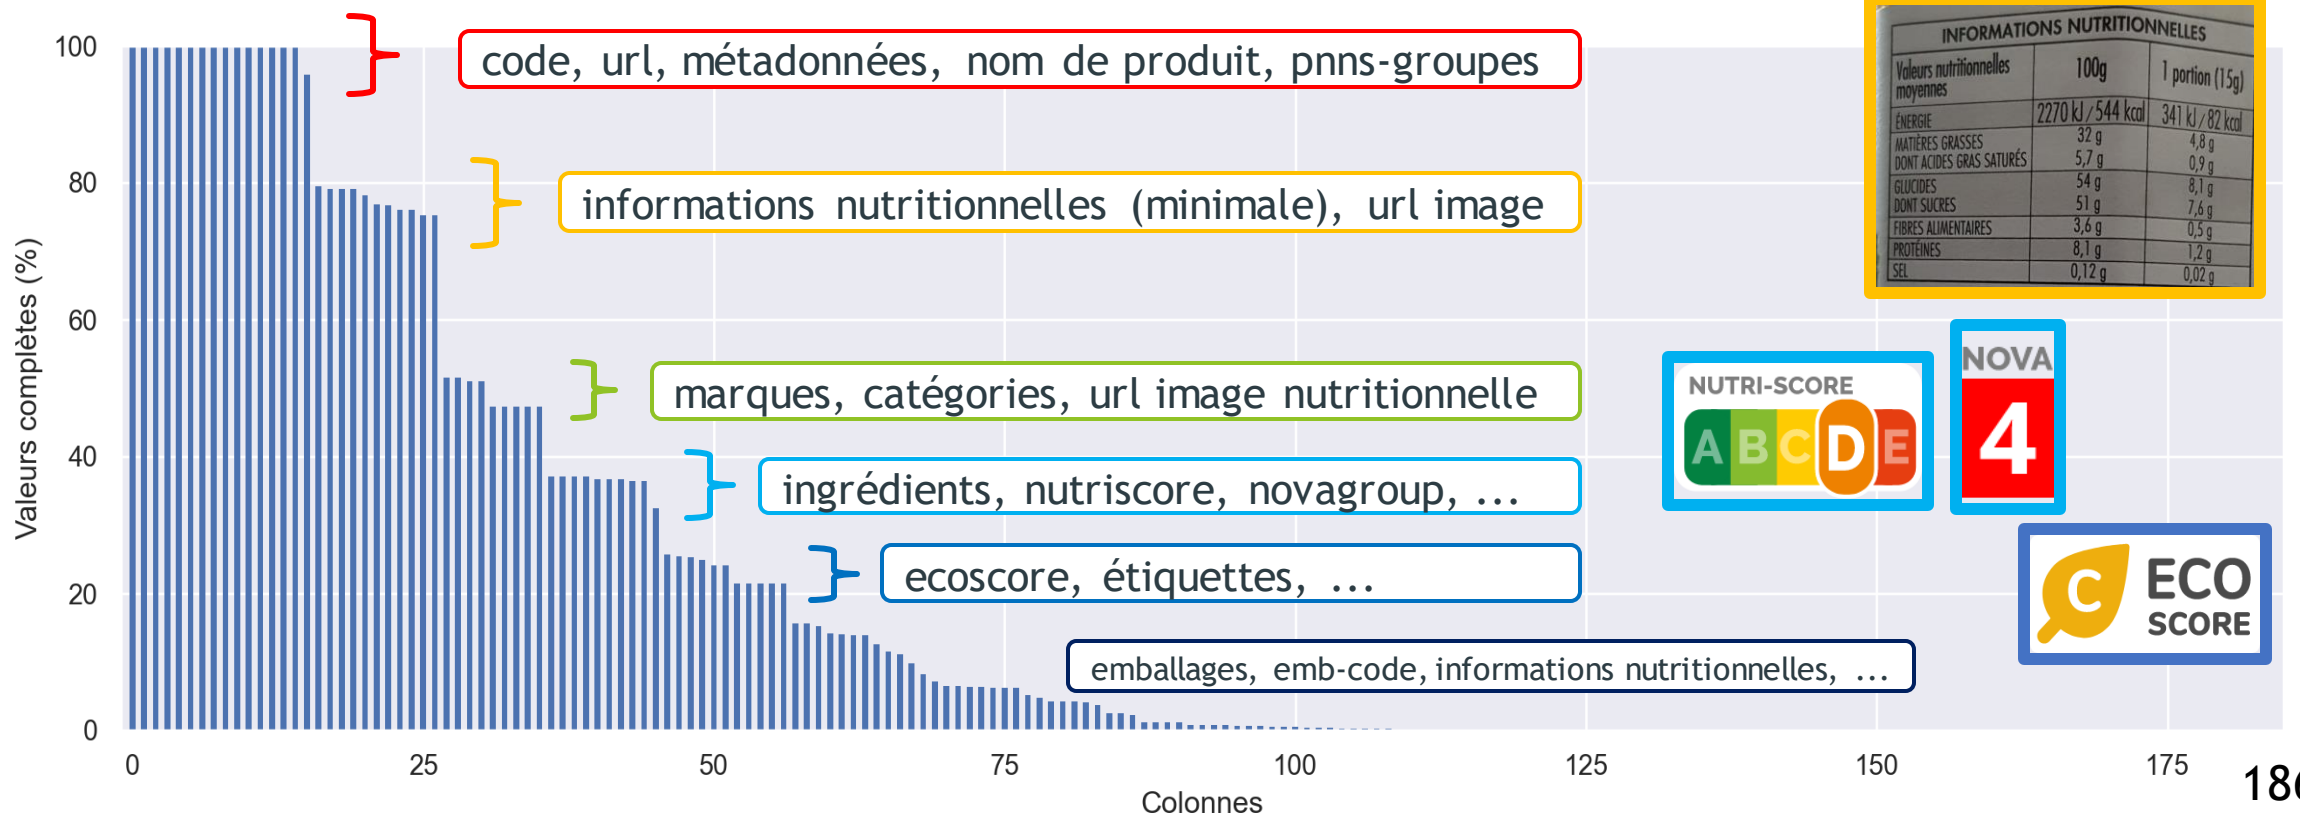 100
code, url, métadonnées, nom de produit, pnns-groupes
80
informations nutritionnelles (minimale), url image
60
marques, catégories, url image nutritionnelle
40
ingrédients, nutriscore, novagroup, ...
20
ecoscore, étiquettes, ...
emballages, emb-code, informations nutritionnelles, ...
0
Valeurs complètes (%)
0 25 50 75 100 125 150 175
Colonnes
INFORMATIONS NUTRITIONNELLES
Valeurs nutritionnelles moyennes 100g 1 portion (15g)
ÉNERGIE 2270 kJ/544 kcal 341 kJ/82 kcal
MATIÈRES GRASSES 32 g 4,8 g
DONT ACIDES GRAS SATURÉS 5,7 g 0,9 g
GLUCIDES 54 g 8,1 g
DONT SUCRES 51 g 7,6 g
FIBRES ALIMENTAIRES 3,6 g 0,5 g
PROTÉINES 8,1 g 1,2 g
SEL 0,12 g 0,02 g
NUTRI-SCORE
A B C D E
NOVA
4
C
ECO
SCORE